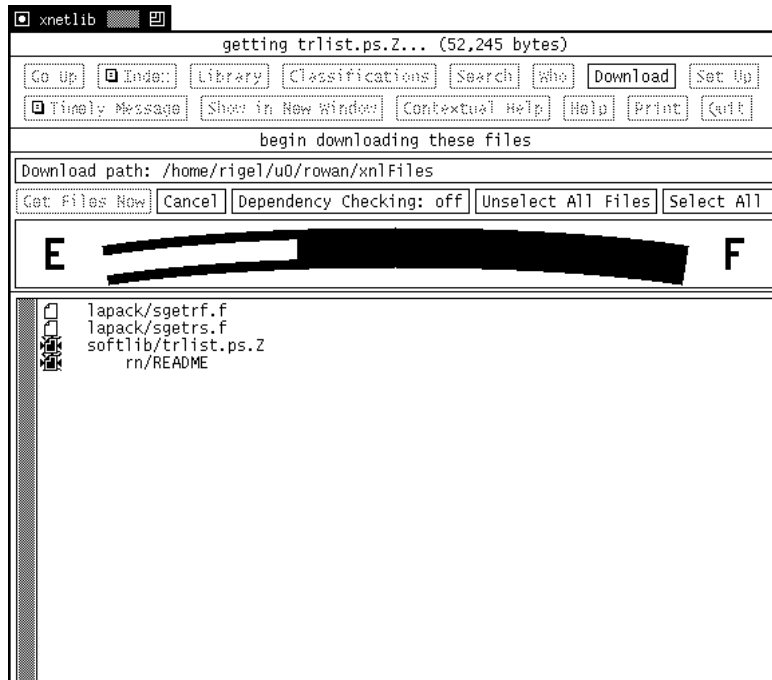 xnetlib
getting trlist.ps.Z... (52,245 bytes)
Go Up Index Library Classifications Search Who Download Set Up
Timely Message Show in New Window Contextual Help Help Print Quit
begin downloading these files
Download path: /home/rigel/u0/rowan/xnlFiles
Get Files Now Cancel Dependency Checking: off Unselect All Files Select All
E F
lapack/sgetrf.f
lapack/sgetrs.f
softlib/trlist.ps.Z
rn/README